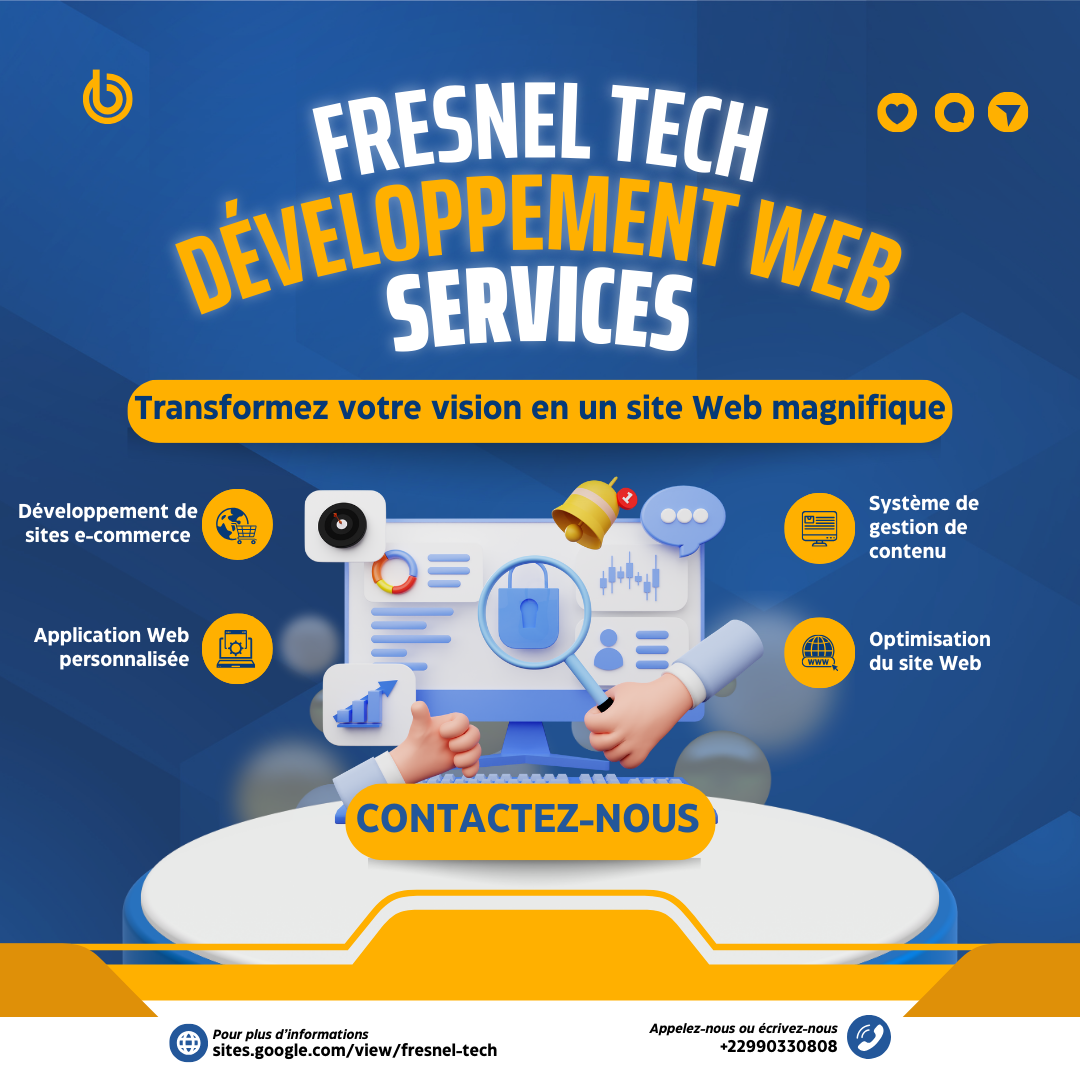 FRESNEL TECH
DÉVELOPPEMENT WEB
SERVICES
Transformez votre vision en un site Web magnifique
Développement de
sites e-commerce
Application Web
personnalisée
1
Système de
gestion de
contenu
Optimisation
du site Web
WWW
CONTACTEZ-NOUS
Pour plus d'informations
sites.google.com/view/fresnel-tech
Appelez-nous ou écrivez-nous
+22990330808